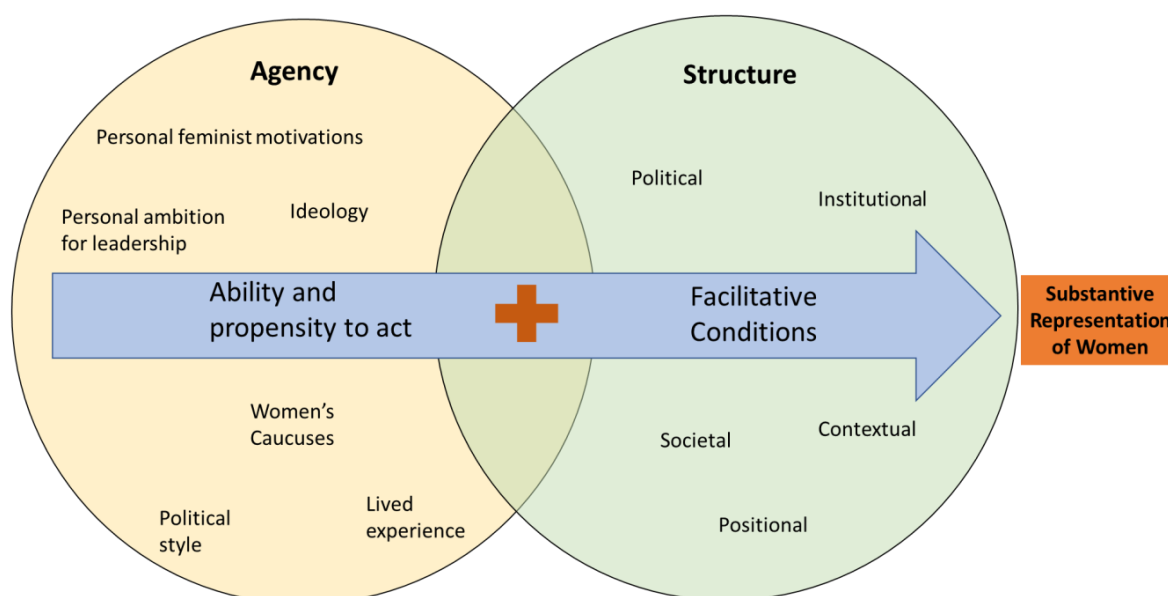 Agency
Personal feminist motivations
Ideology
Personal ambition
for leadership
Ability and
propensity to act
Women’s
Caucuses
Political
style
Lived
experience
Structure
Political
Institutional
Facilitative
Conditions
Societal
Contextual
Positional
Substantive
Representation
of Women